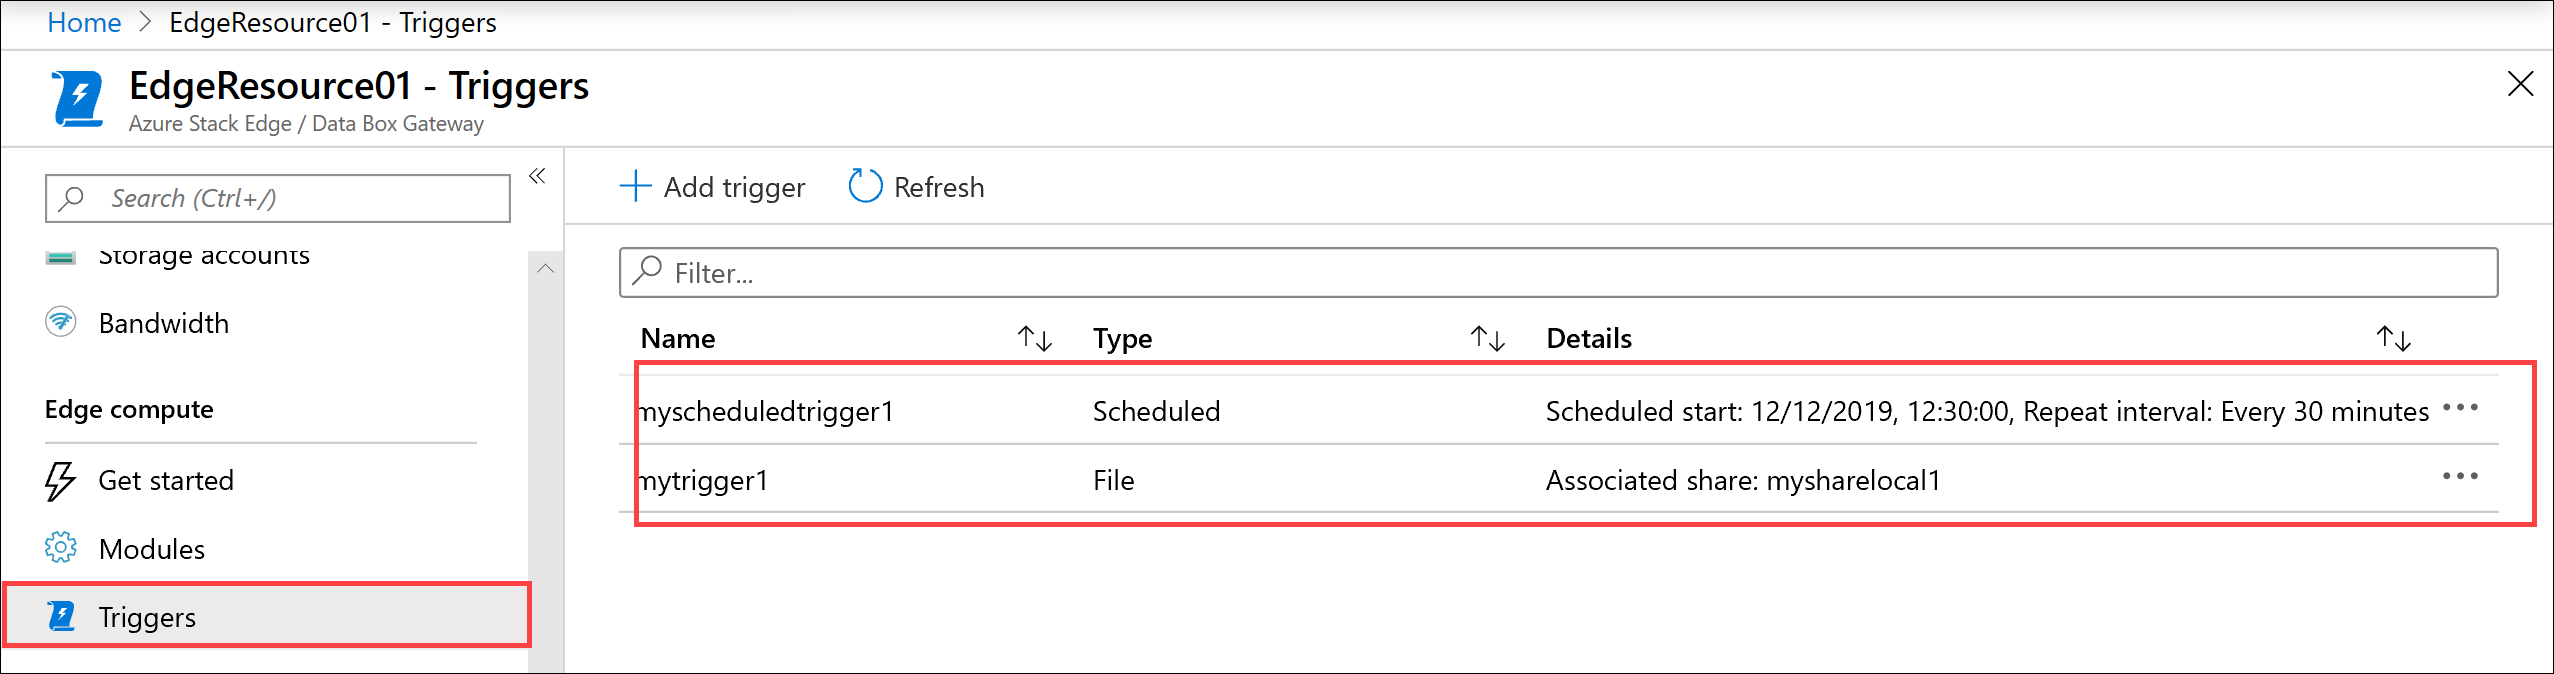 Home > EdgeResource01 - Triggers
EdgeResource01 - Triggers
Azure Stack Edge / Data Box Gateway
Search (Ctrl+/)
Storage accounts
Bandwidth
Edge compute
Get started
Modules
Triggers
Add trigger Refresh
Filter...
Name Type Details
myscheduledtrigger1 Scheduled Scheduled start: 12/12/2019, 12:30:00, Repeat interval: Every 30 minutes
mytrigger1 File Associated share: mysharelocal1